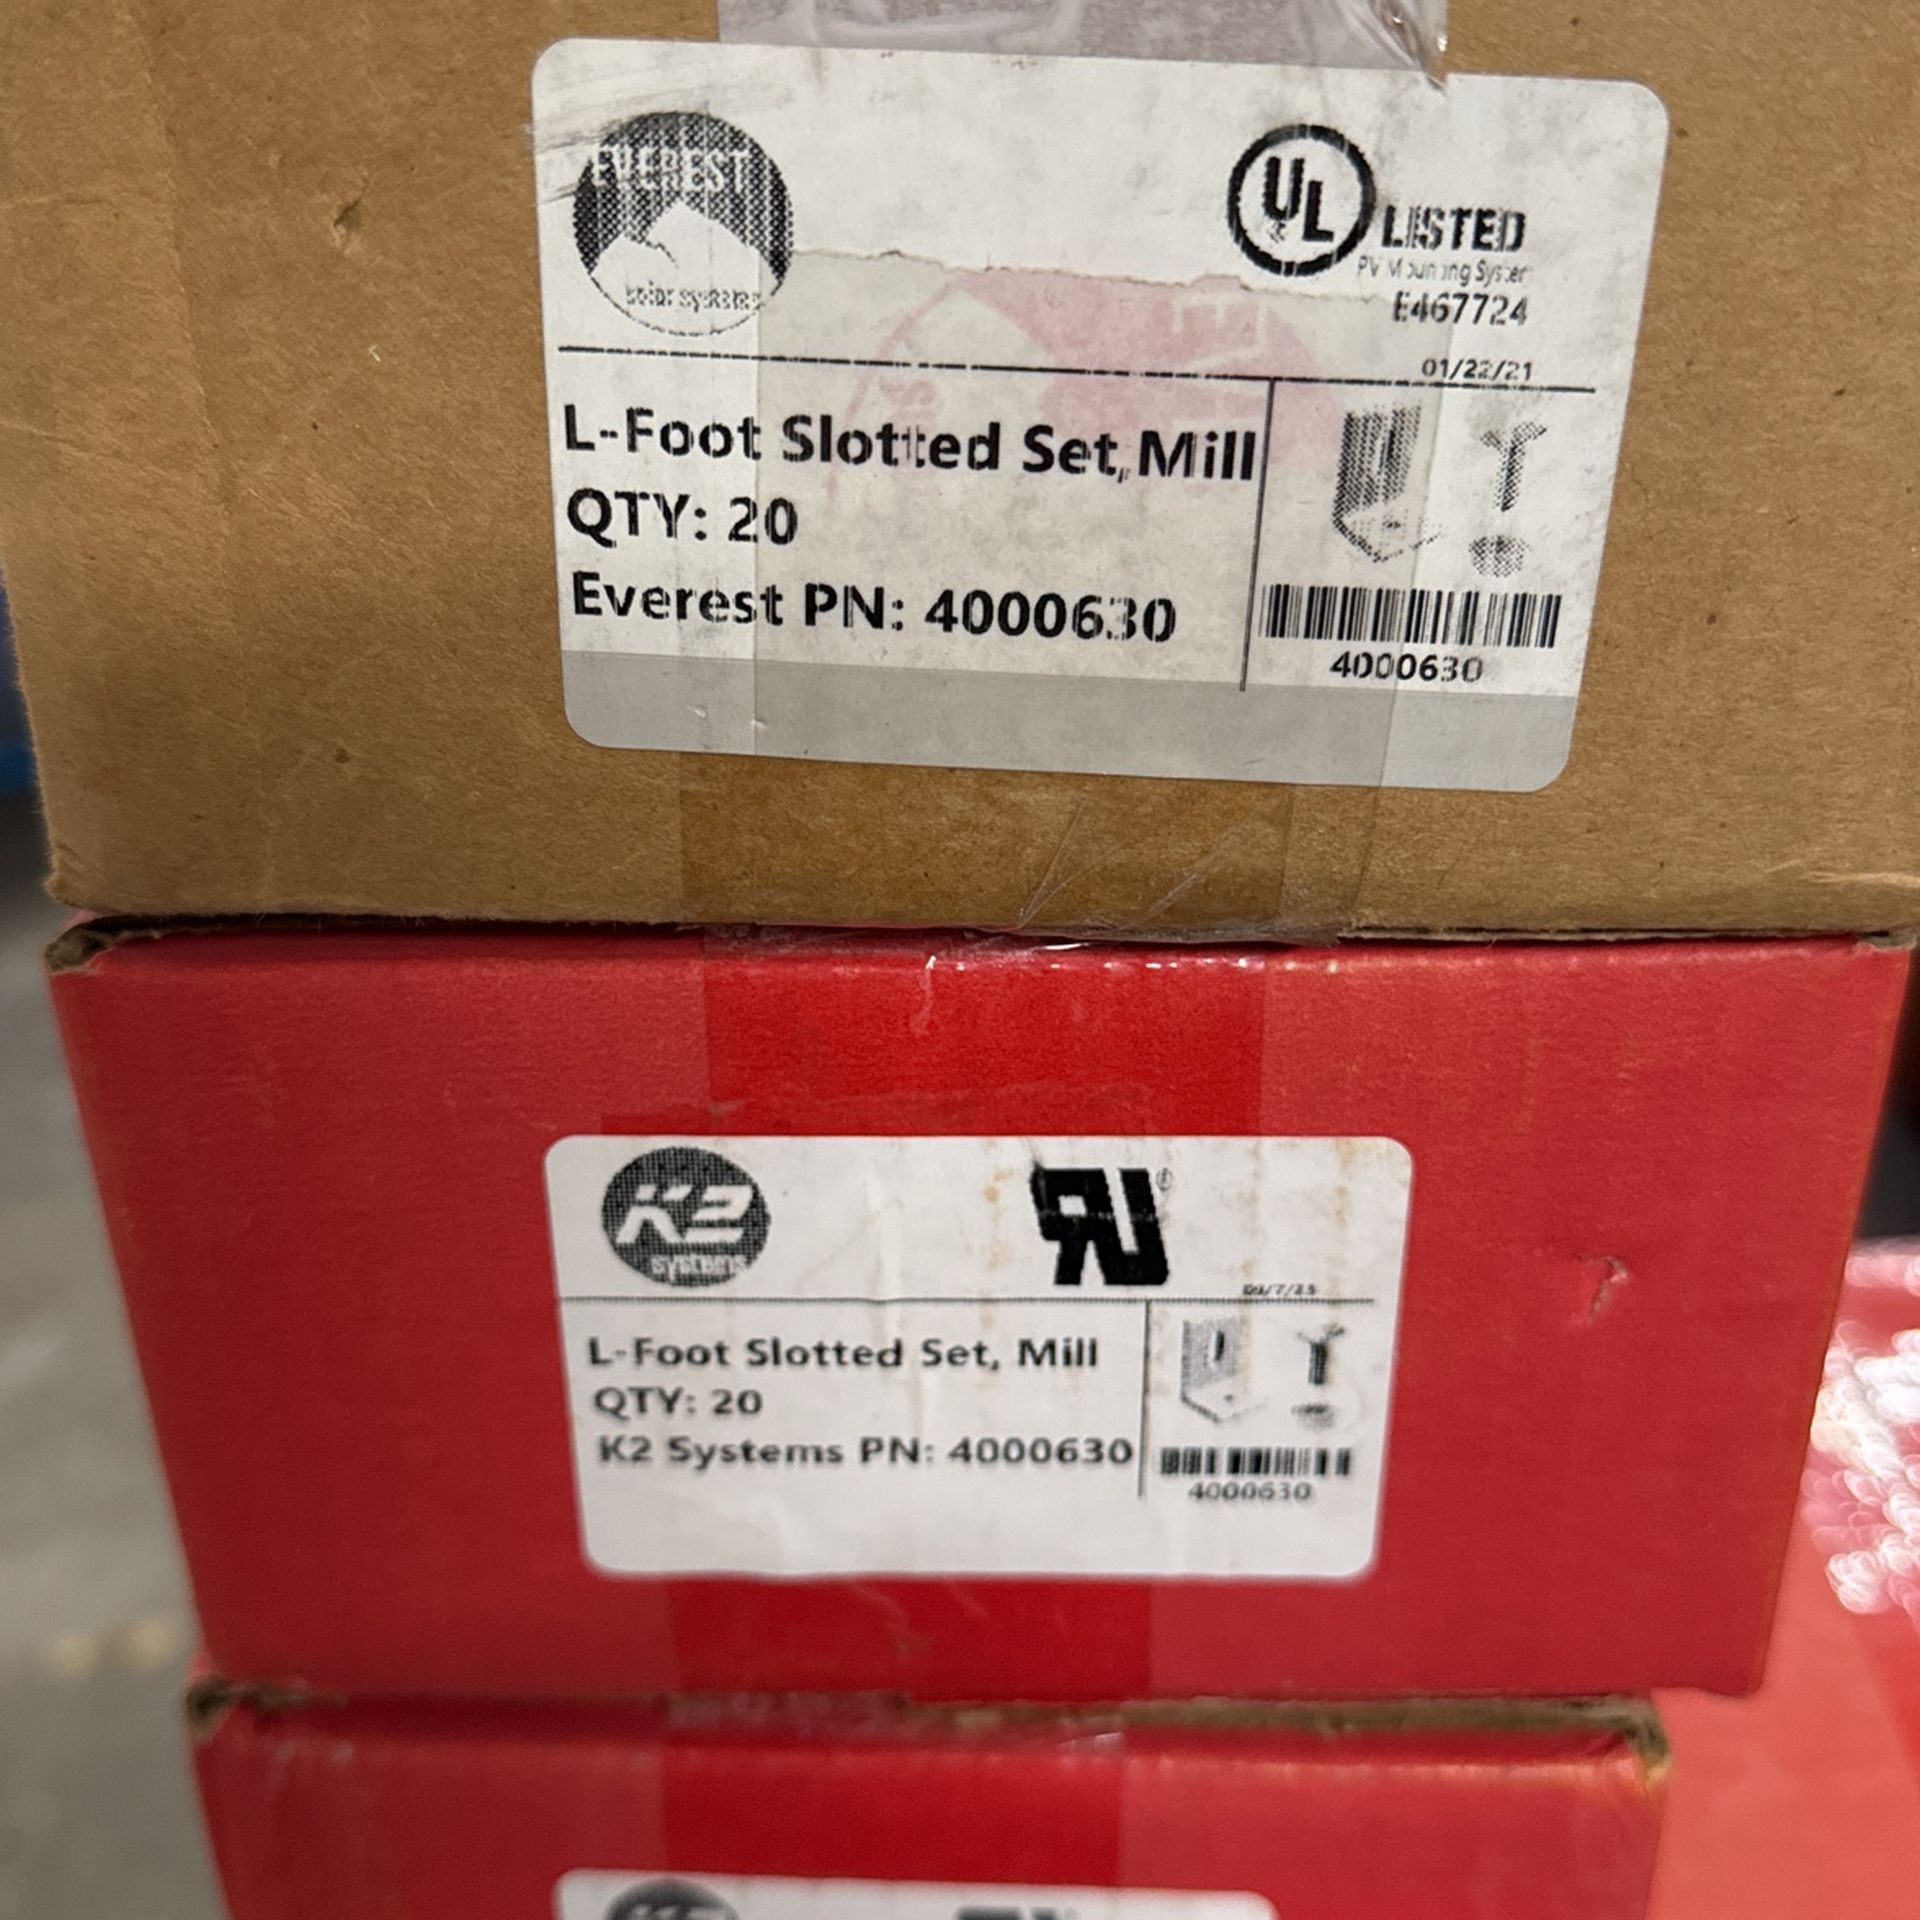 EVEREST
solar systems
UL LISTED
PV Mounting System
E467724
01/22/21
L-Foot Slotted Set, Mill
QTY: 20
Everest PN: 4000630
4000630
K2
systems
RU®
L-Foot Slotted Set, Mill
QTY: 20
K2 Systems PN: 4000630
4000630